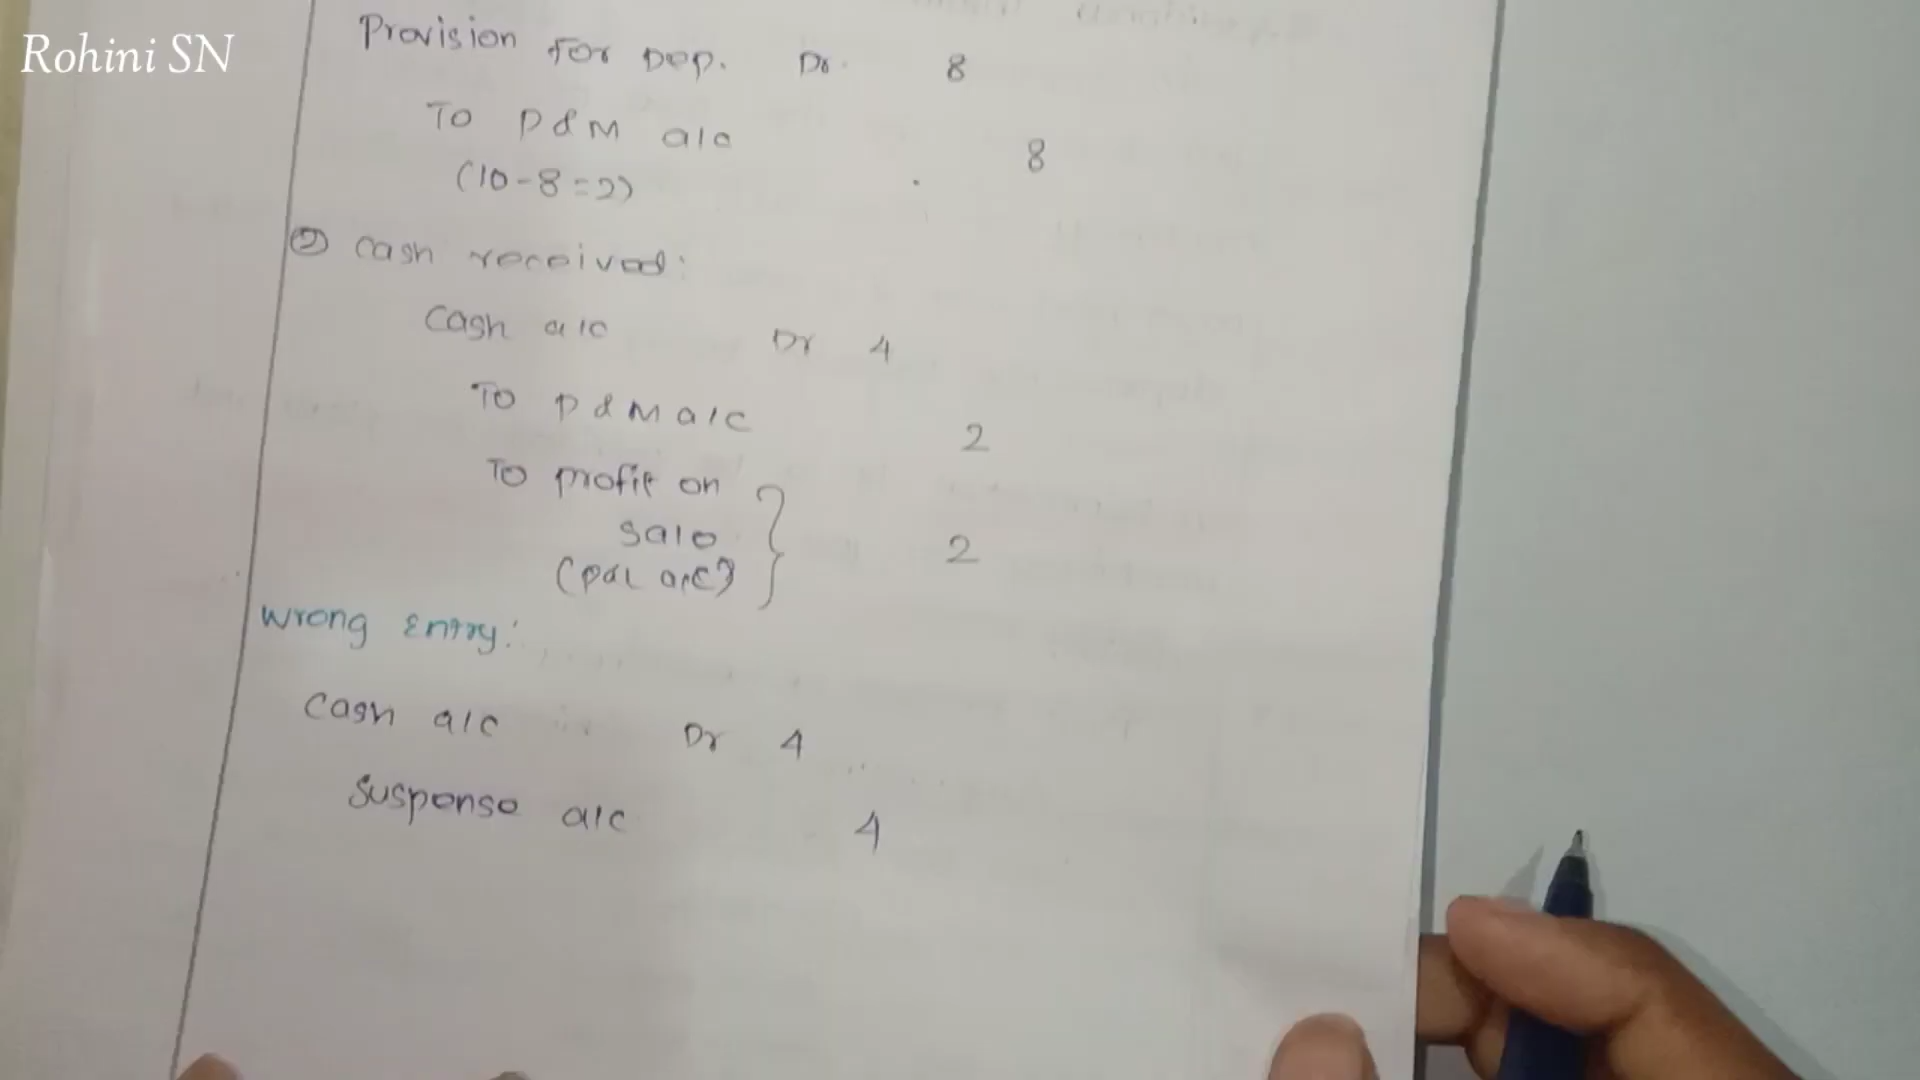 Rohini SN
Provision For Dep. Dr. 8
To P&M a/c 8
(10-8=2)
② Cash received:
Cash a/c Dr 4
To P&M a/c 2
To profit on
sale 2
(P&L a/c)
Wrong Entry:
Cash a/c Dr 4
Suspense a/c 4